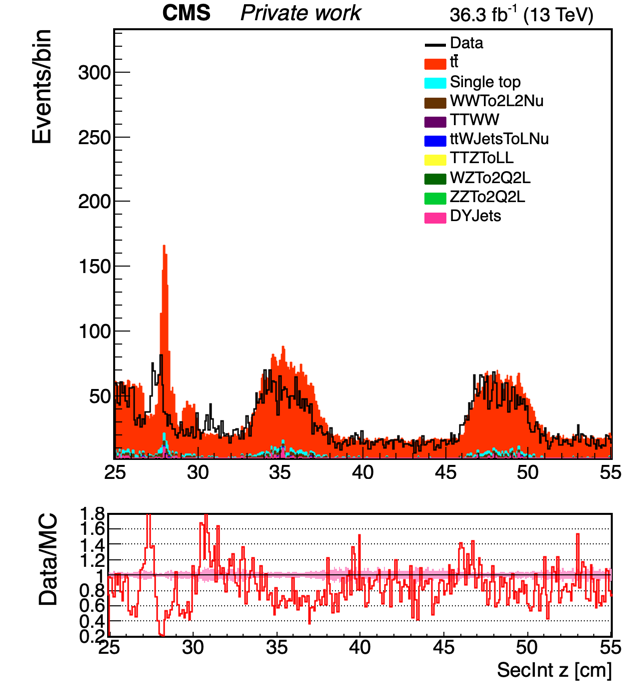 CMS Private work 36.3 fb-1 (13 TeV)
Events/bin
300
250
200
150
100
50
Data
tt̄
Single top
WWTo2L2Nu
TTWW
ttWJetsToLNu
TTZToLL
WZTo2Q2L
ZZTo2Q2L
DYJets
25 30 35 40 45 50 55
Data/MC
1.8
1.6
1.4
1.2
1
0.8
0.6
0.4
0.2
25 30 35 40 45 50 55
SecInt z [cm]